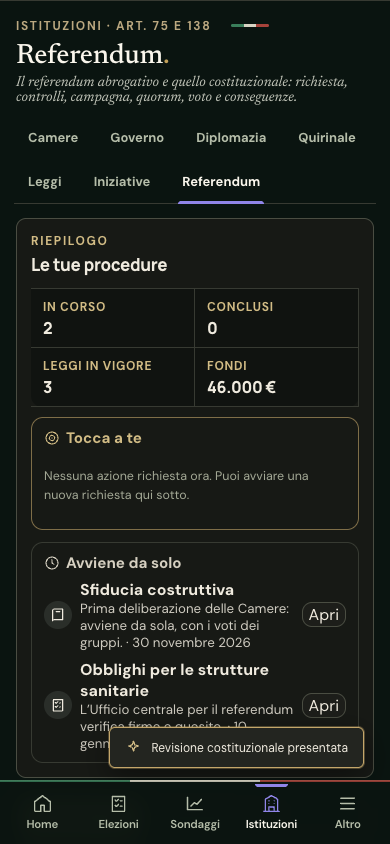 ISTITUZIONI · ART. 75 E 138
Referendum.
Il referendum abrogativo e quello costituzionale: richiesta,
controlli, campagna, quorum, voto e conseguenze.
Camere Governo Diplomazia Quirinale
Leggi Iniziative Referendum
RIEPILOGO
Le tue procedure
IN CORSO CONCLUSI
2 0
LEGGI IN VIGORE FONDI
3 46.000 €
Tocca a te
Nessuna azione richiesta ora. Puoi avviare una
nuova richiesta qui sotto.
Avviene da solo
Sfiducia costruttiva
Prima deliberazione delle Camere:
avviene da sola, con i voti dei
gruppi. · 30 novembre 2026
Apri
Obblighi per le strutture
sanitarie
L'Ufficio centrale per il referendum
Apri
Revisione costituzionale presentata
Home Elezioni Sondaggi Istituzioni Altro